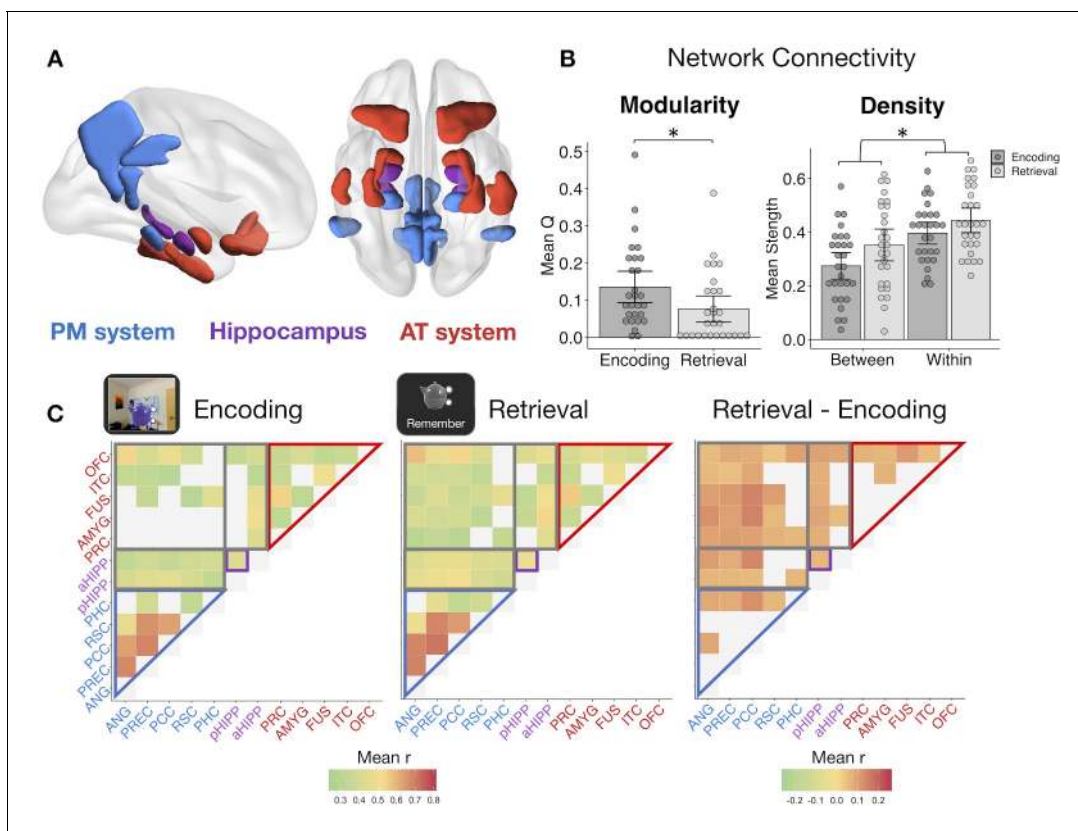 A
PM system Hippocampus AT system
B Network Connectivity
Modularity
*
Mean Q
0.5
0.4
0.3
0.2
0.1
0.0
Encoding Retrieval
Density
*
Encoding
Retrieval
Mean Stength
0.6
0.4
0.2
0.0
Between Within
C
Encoding
Remember
Retrieval
Retrieval - Encoding
OFC
ITC
FUS
AMYG
PRC
aHIPP
pHIPP
PHC
RSC
PCC
PREC
ANG
ANG
PREC
PCC
RSC
PHC
pHIPP
aHIPP
PRC
AMYG
FUS
ITC
OFC
ANG
PREC
PCC
RSC
PHC
pHIPP
aHIPP
PRC
AMYG
FUS
ITC
OFC
ANG
PREC
PCC
RSC
PHC
pHIPP
aHIPP
PRC
AMYG
FUS
ITC
OFC
Mean r
0.3 0.4 0.5 0.6 0.7 0.8
Mean r
-0.2 -0.1 0.0 0.1 0.2